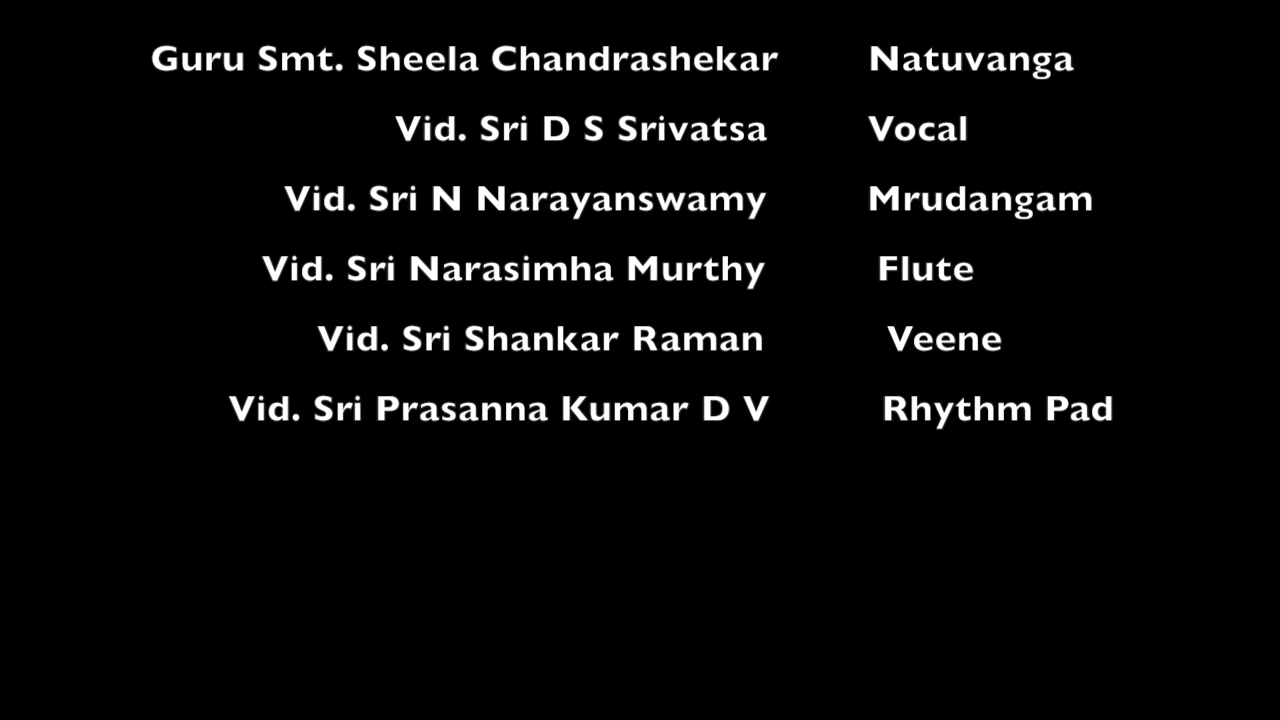 Guru Smt. Sheela Chandrashekar Natuvanga
Vid. Sri D S Srivatsa Vocal
Vid. Sri N Narayanswamy Mrudangam
Vid. Sri Narasimha Murthy Flute
Vid. Sri Shankar Raman Veene
Vid. Sri Prasanna Kumar D V Rhythm Pad